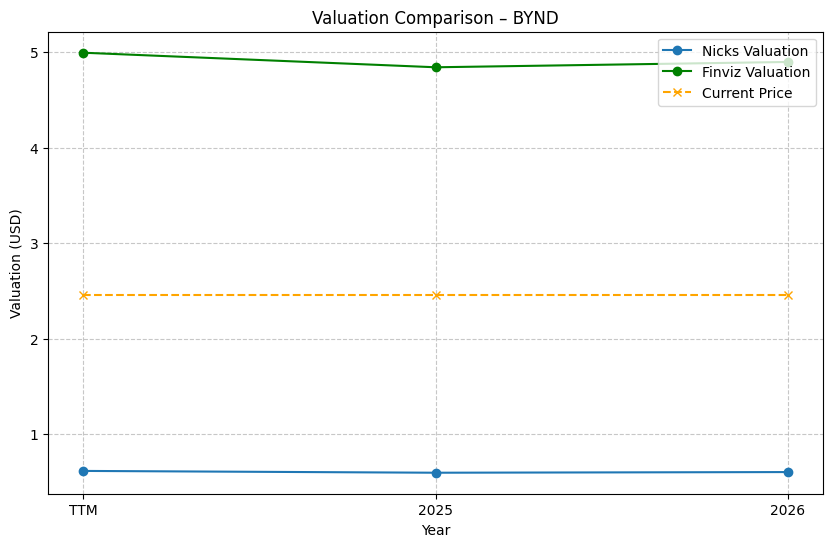 Valuation Comparison – BYND
Nicks Valuation
Finviz Valuation
Current Price
Valuation (USD)
5
4
3
2
1
TTM
2025
2026
Year